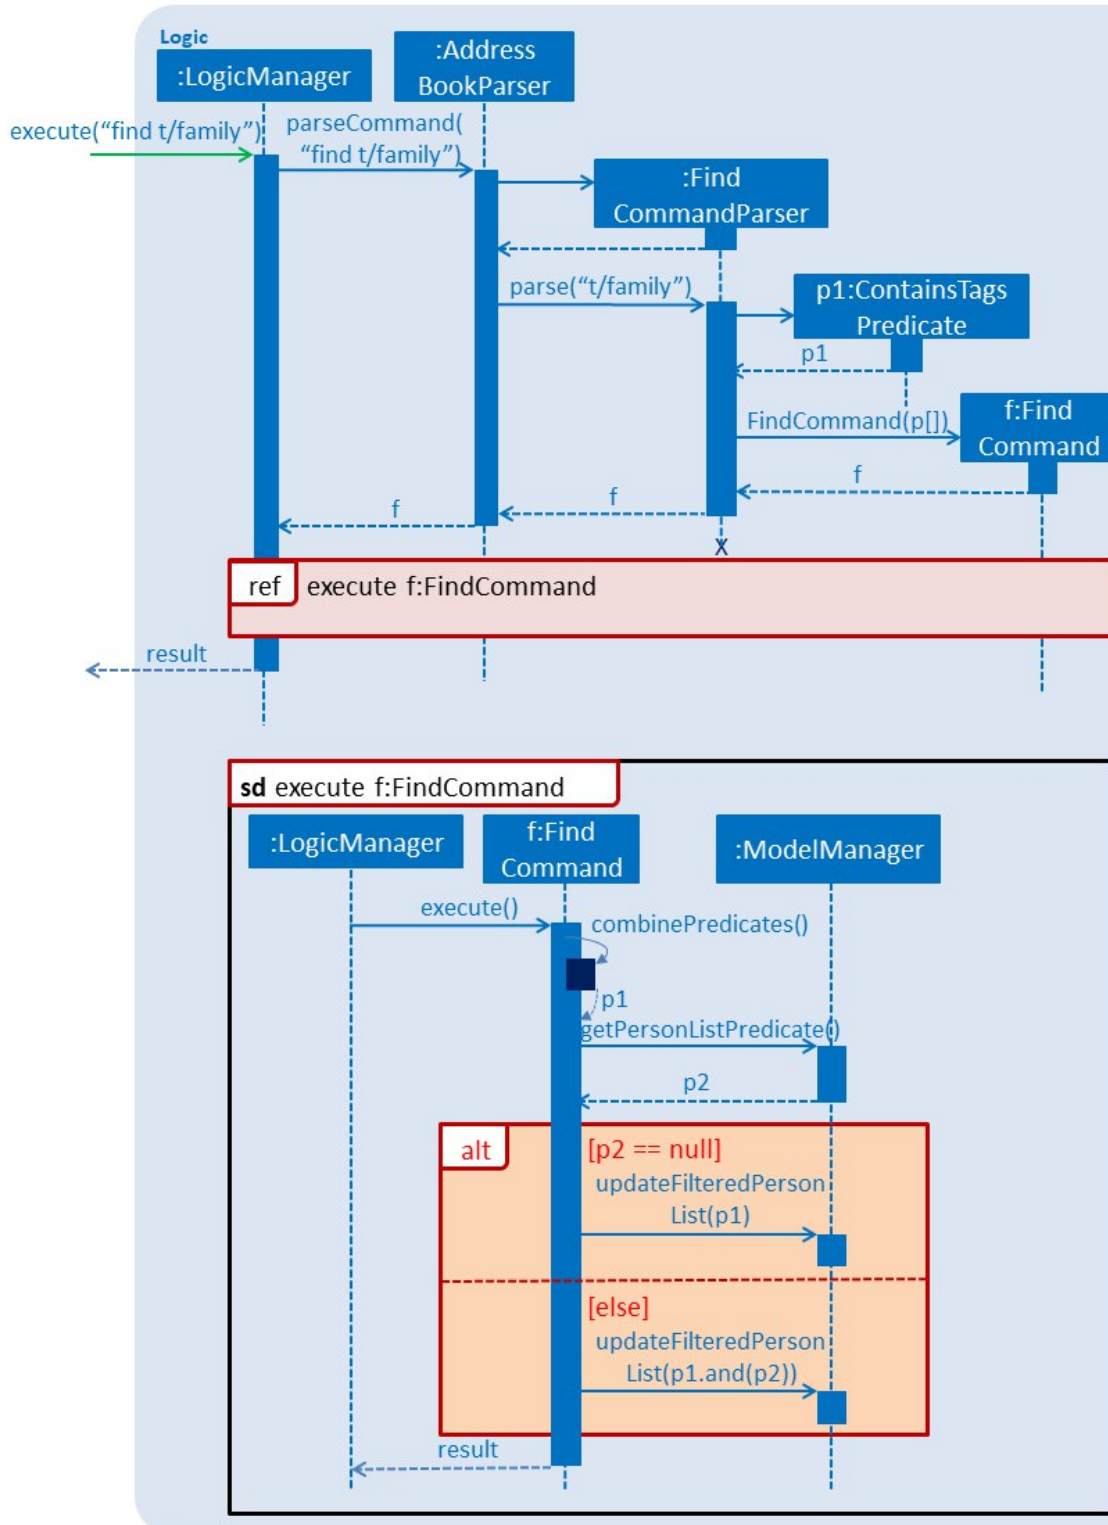 Logic
:LogicManager
:Address
BookParser
execute(“find t/family”)
parseCommand(
“find t/family”)
:Find
CommandParser
parse(“t/family”)
p1:ContainsTags
Predicate
p1
FindCommand(p[])
f:Find
Command
f
f
f
X
ref
execute f:FindCommand
result
sd execute f:FindCommand
:LogicManager
f:Find
Command
:ModelManager
execute()
combinePredicates()
p1
getPersonListPredicate()
p2
alt
[p2 == null]
updateFilteredPerson
List(p1)
[else]
updateFilteredPerson
List(p1.and(p2))
result